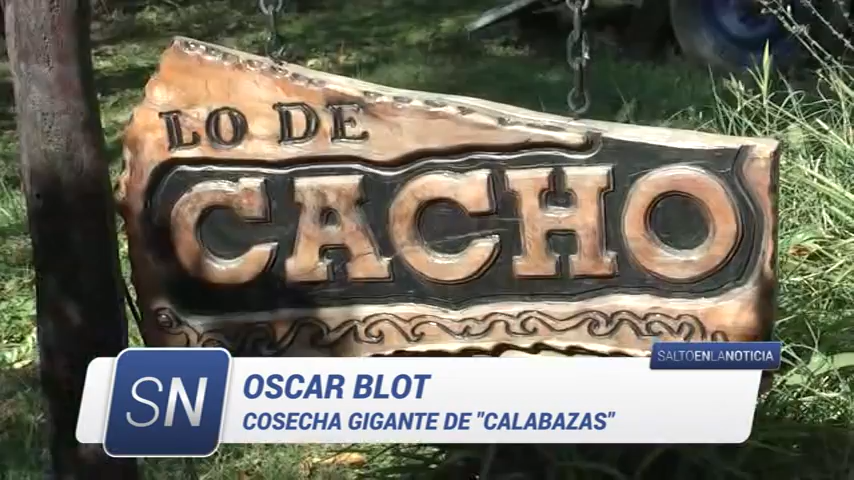 LO DE
CACHO
SALTOENLANOTICIA
SN
OSCAR BLOT
COSECHA GIGANTE DE "CALABAZAS"